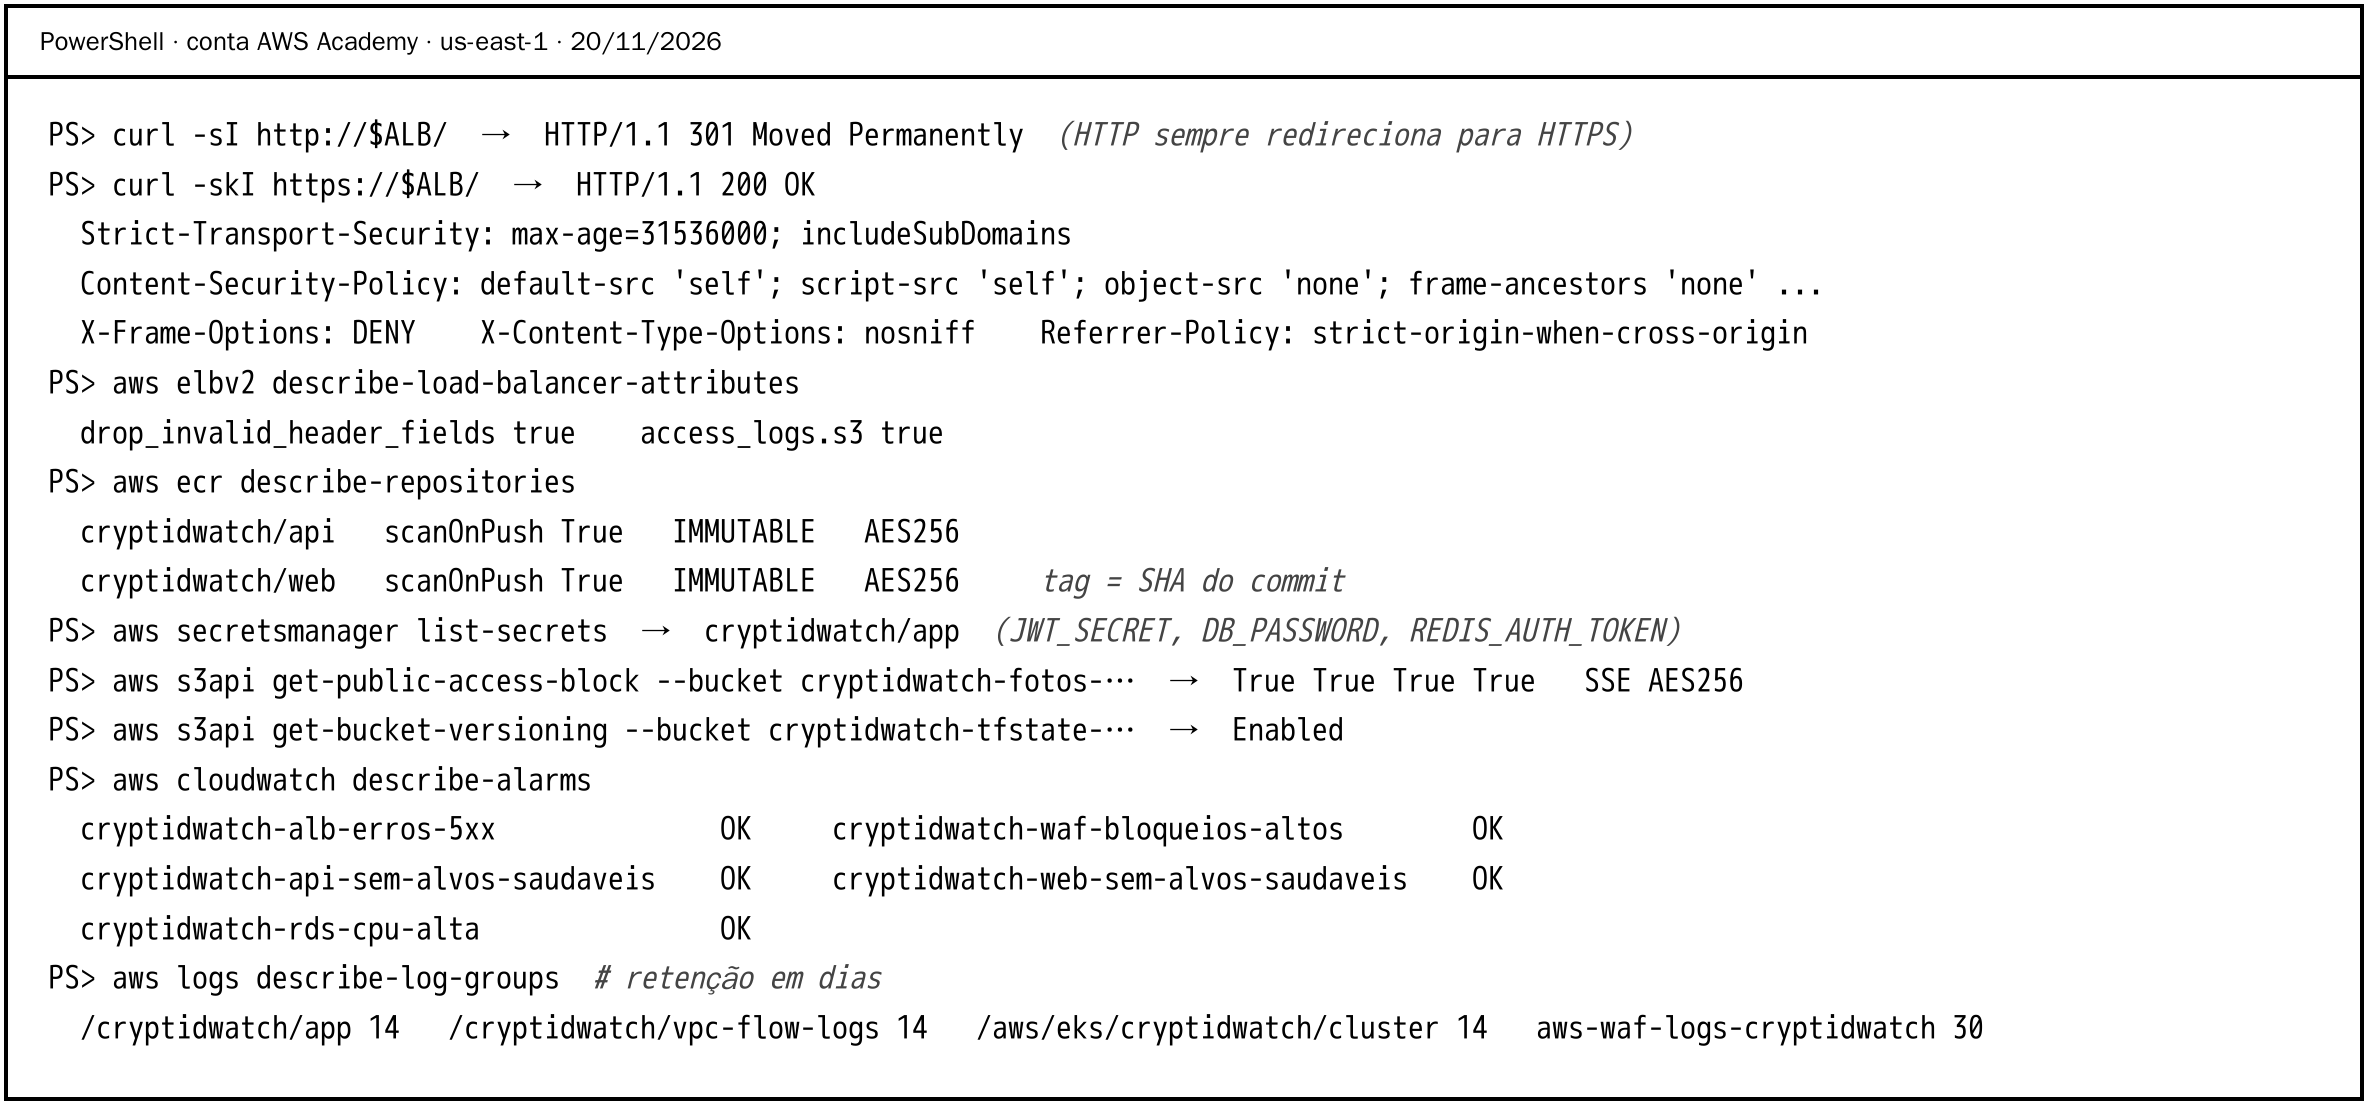 PowerShell · conta AWS Academy · us-east-1 · 20/11/2026
PS> curl -sI http://$ALB/ → HTTP/1.1 301 Moved Permanently (HTTP sempre redireciona para HTTPS)
PS> curl -skI https://$ALB/ → HTTP/1.1 200 OK
Strict-Transport-Security: max-age=31536000; includeSubDomains
Content-Security-Policy: default-src 'self'; script-src 'self'; object-src 'none'; frame-ancestors 'none' ...
X-Frame-Options: DENY X-Content-Type-Options: nosniff Referrer-Policy: strict-origin-when-cross-origin
PS> aws elbv2 describe-load-balancer-attributes
drop_invalid_header_fields true access_logs.s3 true
PS> aws ecr describe-repositories
cryptidwatch/api scanOnPush True IMMUTABLE AES256
cryptidwatch/web scanOnPush True IMMUTABLE AES256 tag = SHA do commit
PS> aws secretsmanager list-secrets → cryptidwatch/app (JWT_SECRET, DB_PASSWORD, REDIS_AUTH_TOKEN)
PS> aws s3api get-public-access-block --bucket cryptidwatch-fotos-⋯ → True True True True SSE AES256
PS> aws s3api get-bucket-versioning --bucket cryptidwatch-tfstate-⋯ → Enabled
PS> aws cloudwatch describe-alarms
cryptidwatch-alb-erros-5xx OK cryptidwatch-waf-bloqueios-altos OK
cryptidwatch-api-sem-alvos-saudaveis OK cryptidwatch-web-sem-alvos-saudaveis OK
cryptidwatch-rds-cpu-alta OK
PS> aws logs describe-log-groups # retenção em dias
/cryptidwatch/app 14 /cryptidwatch/vpc-flow-logs 14 /aws/eks/cryptidwatch/cluster 14 aws-waf-logs-cryptidwatch 30